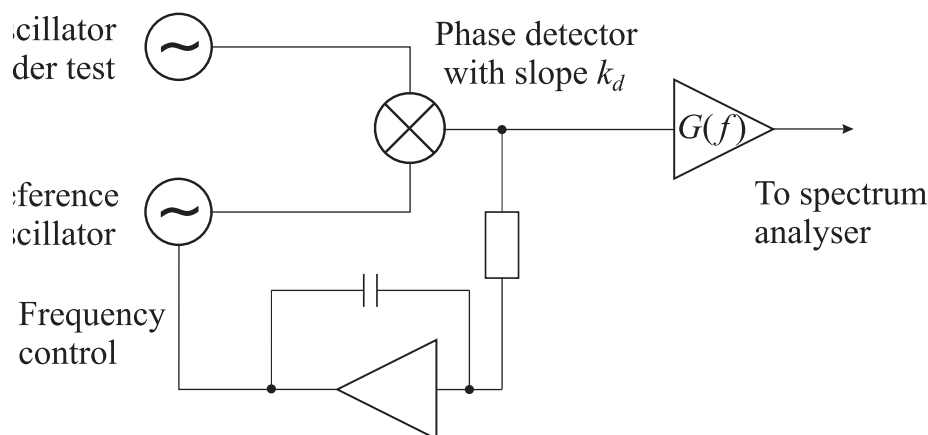 scillator
der test
Phase detector
with slope k_d
G(f)
eference
scillator
To spectrum
analyser
Frequency
control